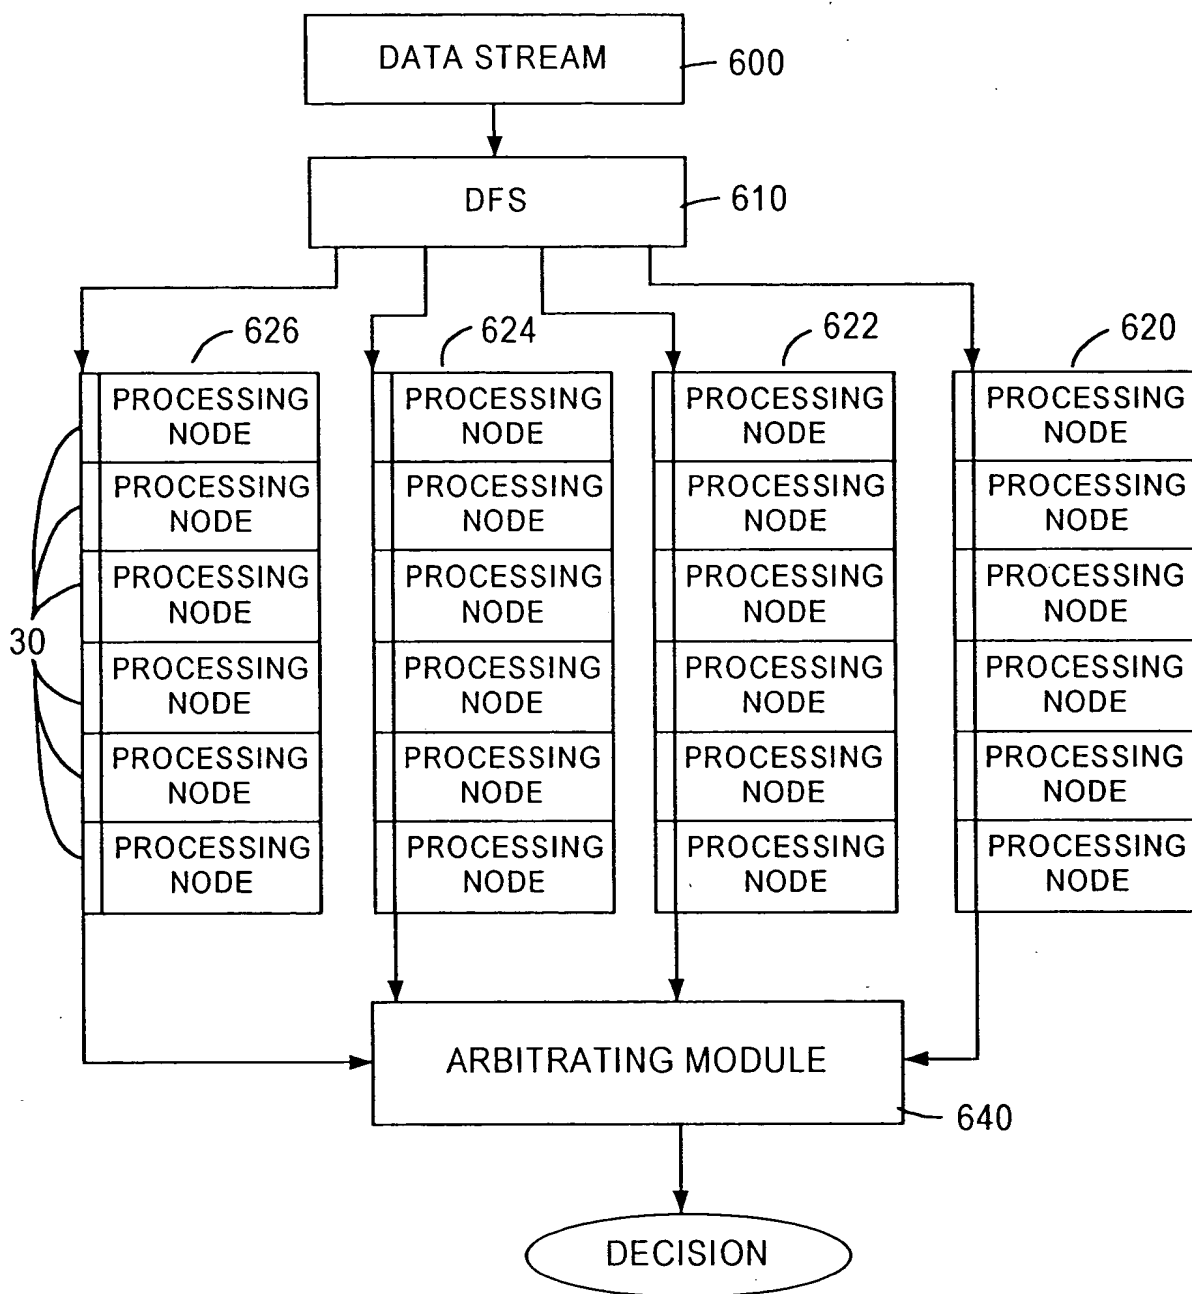 DATA STREAM
600
DFS
610
626
624
622
620
PROCESSING NODE PROCESSING NODE PROCESSING NODE PROCESSING NODE
PROCESSING NODE PROCESSING NODE PROCESSING NODE PROCESSING NODE
PROCESSING NODE PROCESSING NODE PROCESSING NODE PROCESSING NODE
30
PROCESSING NODE PROCESSING NODE PROCESSING NODE PROCESSING NODE
PROCESSING NODE PROCESSING NODE PROCESSING NODE PROCESSING NODE
PROCESSING NODE PROCESSING NODE PROCESSING NODE PROCESSING NODE
ARBITRATING MODULE
640
DECISION